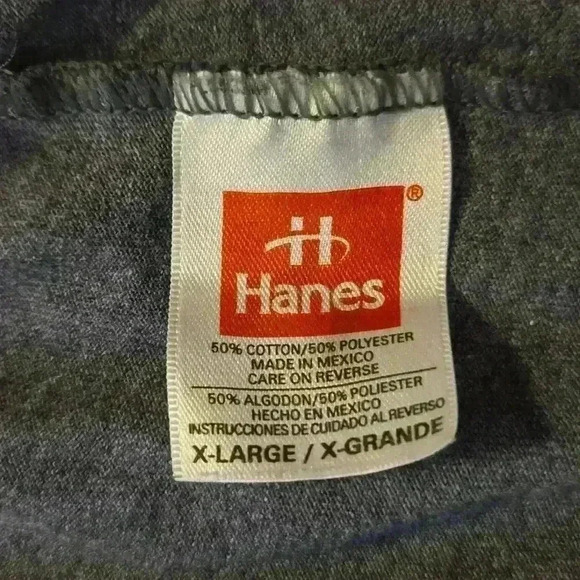 H
®
Hanes
50% COTTON/50% POLYESTER
MADE IN MEXICO
CARE ON REVERSE
50% ALGODON/50% POLIESTER
HECHO EN MEXICO
INSTRUCCIONES DE CUIDADO AL REVERSO
X-LARGE / X-GRANDE